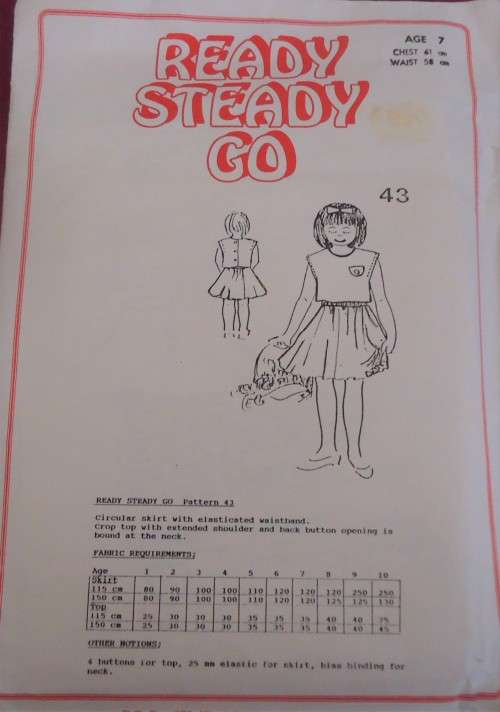 AGE 7
CHEST 61 cm
WAIST 58 cm
READY
STEADY
GO
43
READY STEADY GO Pattern 43
Circular skirt with elasticated waistband.
Crop top with extended shoulder and back button opening is
bound at the neck.
FABRIC REQUIREMENTS;
Age 1 2 3 4 5 6 7 8 9 10
Skirt
115 cm 80 90 100 100 110 120 120 120 250 250
150 cm 80 90 100 100 110 120 120 125 125 130
Top
115 cm 25 30 30 30 35 35 35 40 40 75
150 cm 25 30 30 30 35 35 35 40 40 45
OTHER NOTIONS;
4 buttons for top, 25 mm elastic for skirt, bias binding for
neck.